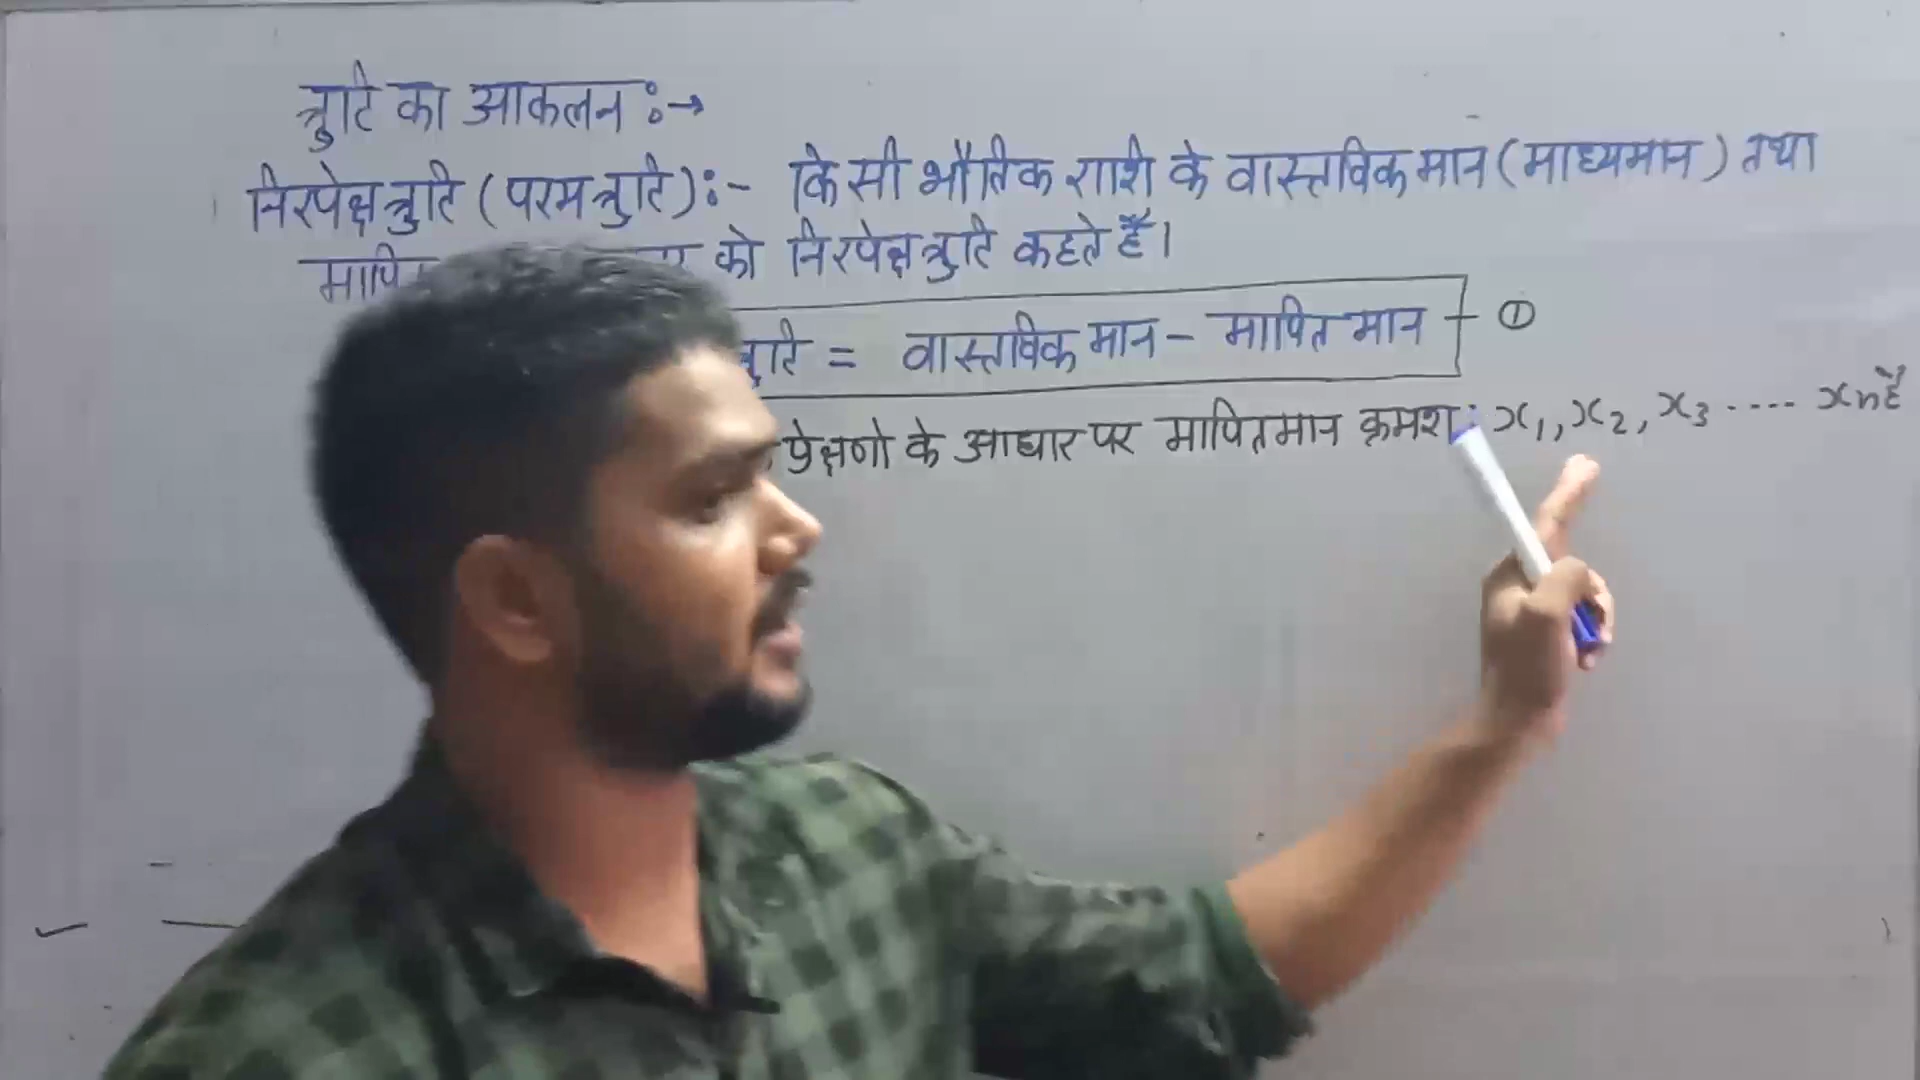 त्रुटि का आकलन :→
निरपेक्ष त्रुटि (परम त्रुटि) :- किसी भौतिक राशि के वास्तविक मान (माध्यमान) तथा
को निरपेक्ष त्रुटि कहते हैं।
= वास्तविक मान - मापित मान - ①
प्रेक्षणो के आधार पर मापित मान क्रमशः x₁, x₂, x₃ ---- xn है